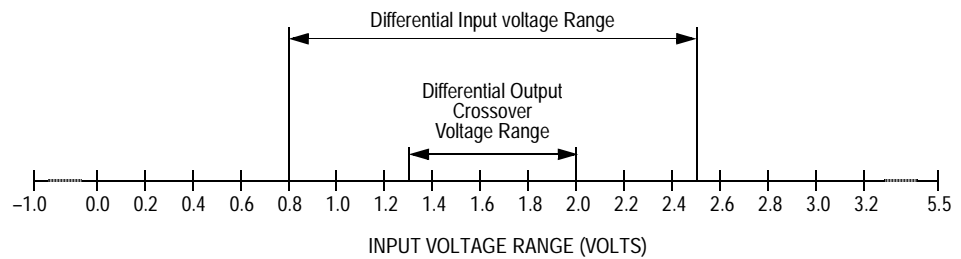 Differential Input voltage Range
Differential Output
Crossover
Voltage Range
–1.0 0.0 0.2 0.4 0.6 0.8 1.0 1.2 1.4 1.6 1.8 2.0 2.2 2.4 2.6 2.8 3.0 3.2 5.5
INPUT VOLTAGE RANGE (VOLTS)